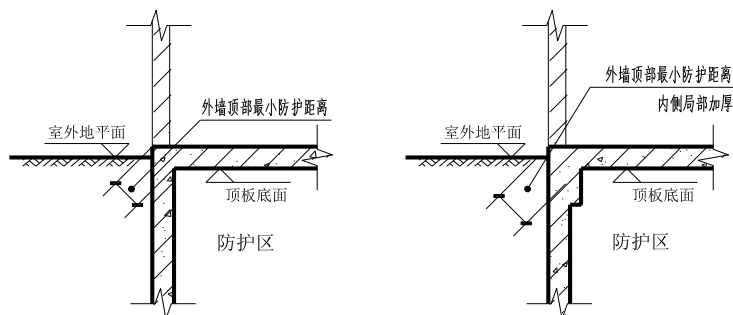 外墙顶部最小防护距离
室外地平面
顶板底面
防护区
外墙顶部最小防护距离
内侧局部加厚
室外地平面
顶板底面
防护区